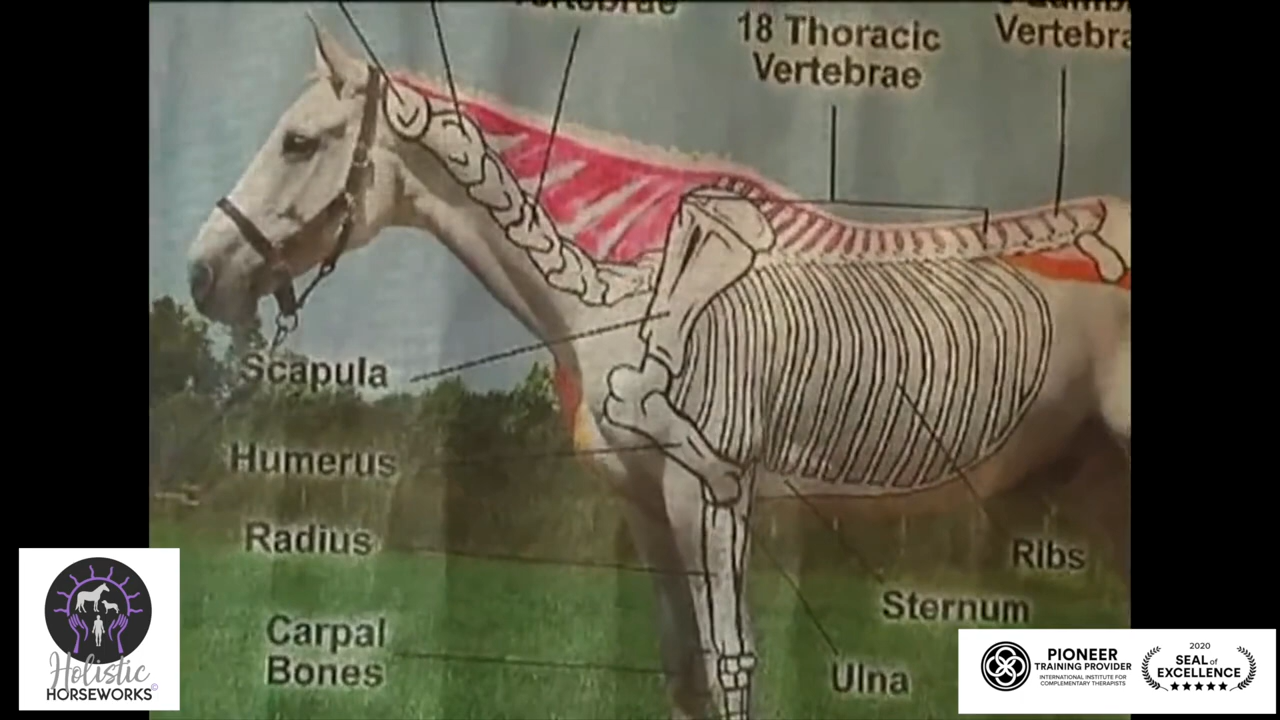 vertebrae
18 Thoracic
Vertebrae
Vertebra
Scapula
Humerus
Radius
Carpal
Bones
Ribs
Sternum
Ulna
Holistic
HORSEWORKS©
PIONEER
TRAINING PROVIDER
INTERNATIONAL INSTITUTE FOR
COMPLEMENTARY THERAPISTS
2020
SEAL of
EXCELLENCE